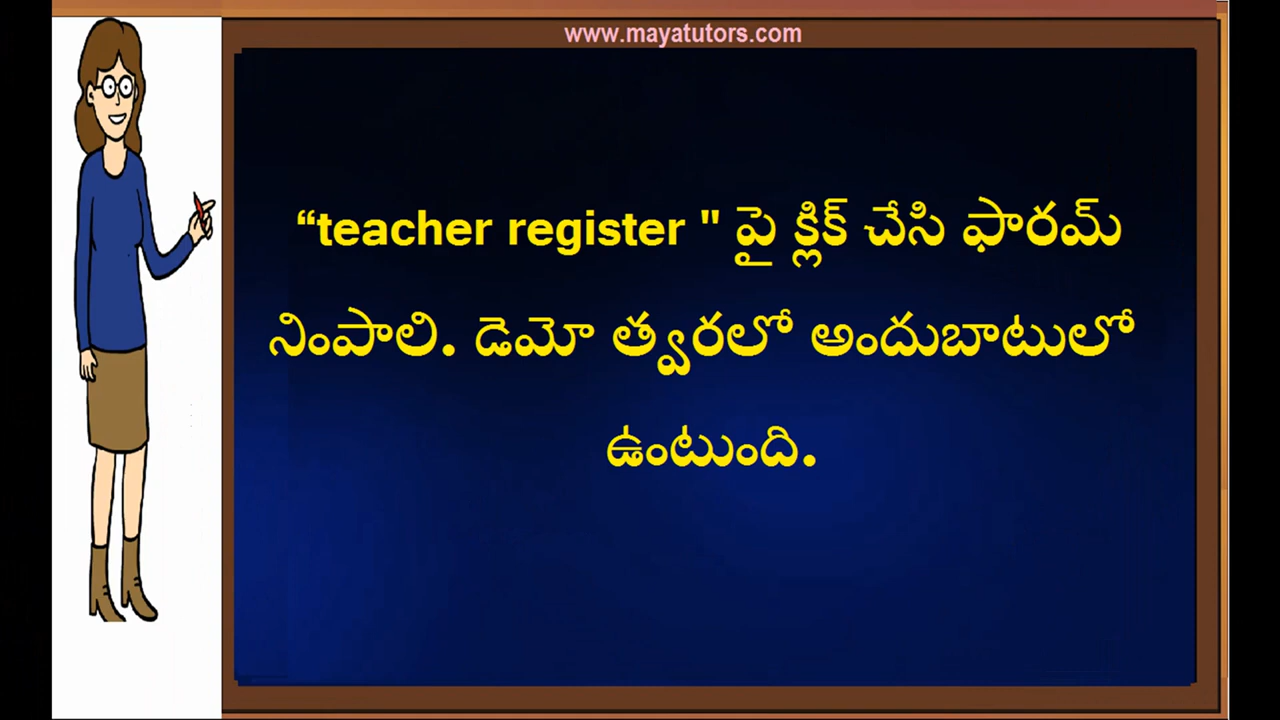 www.mayatutors.com
“teacher register " పై క్లిక్ చేసి ఫారమ్
నింపాలి. డెమో త్వరలో అందుబాటులో
ఉంటుంది.